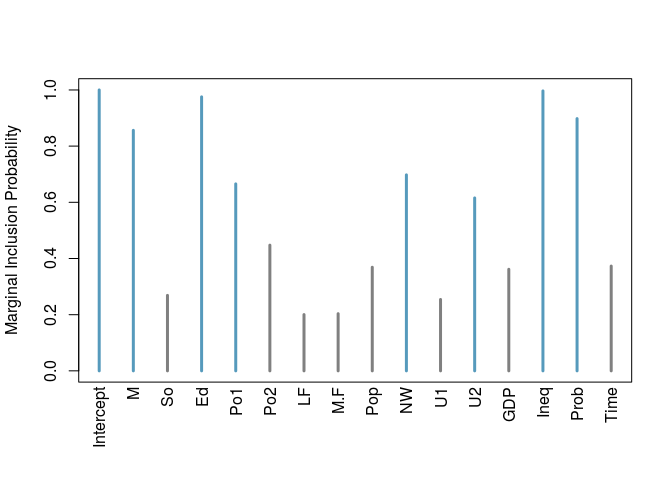 Marginal Inclusion Probability
1.0
0.8
0.6
0.4
0.2
0.0
Intercept
M
So
Ed
Po1
Po2
LF
M.F
Pop
NW
U1
U2
GDP
Ineq
Prob
Time